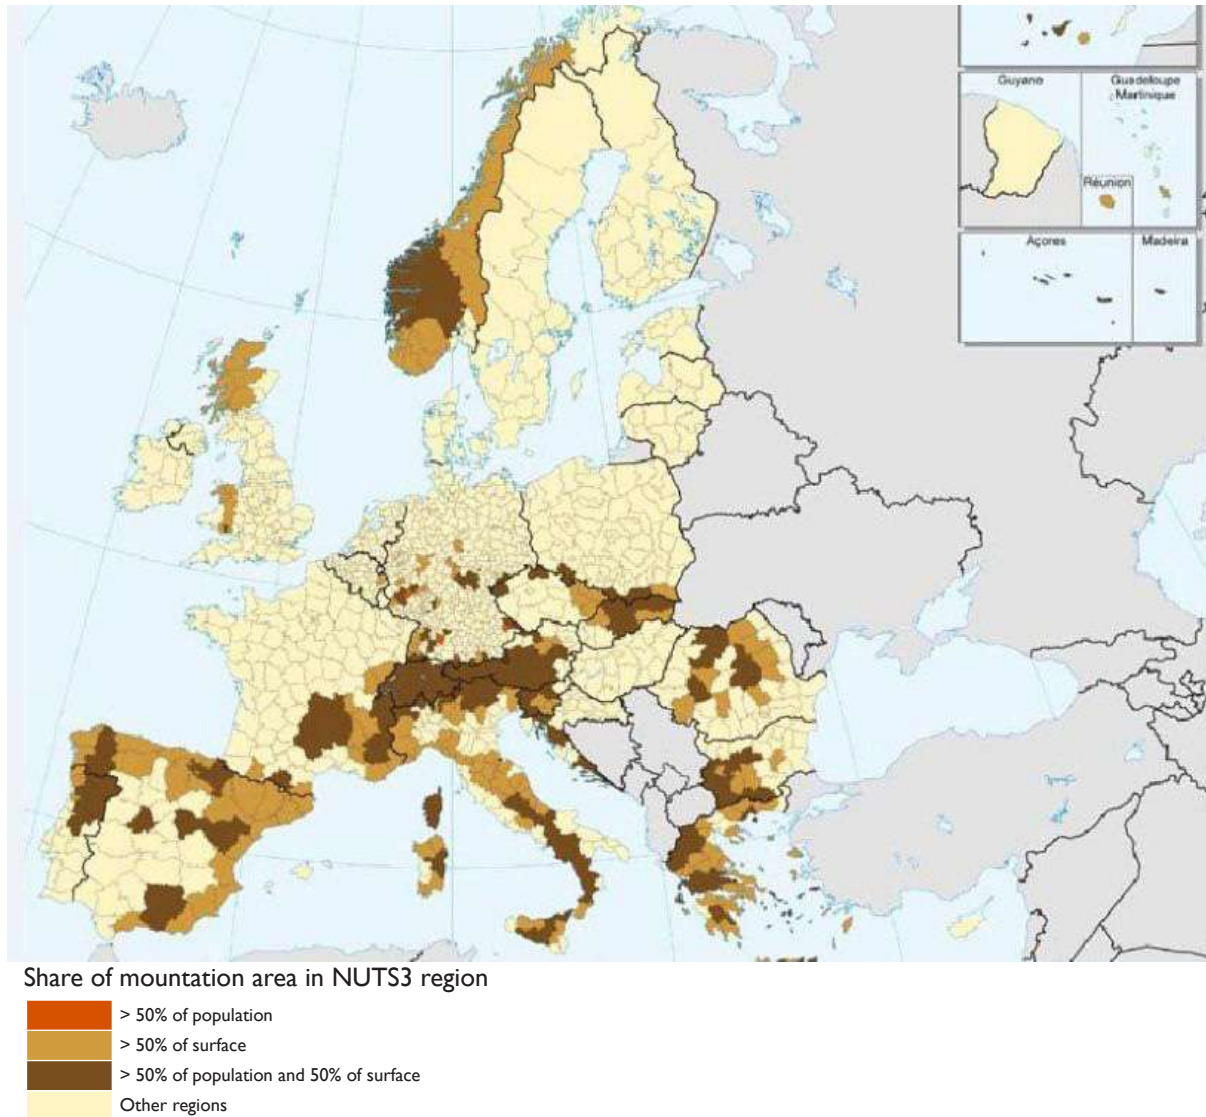 Guyane
Guadeloupe
Martinique
Réunion
Açores
Madeira
Share of mountation area in NUTS3 region
> 50% of population
> 50% of surface
> 50% of population and 50% of surface
Other regions